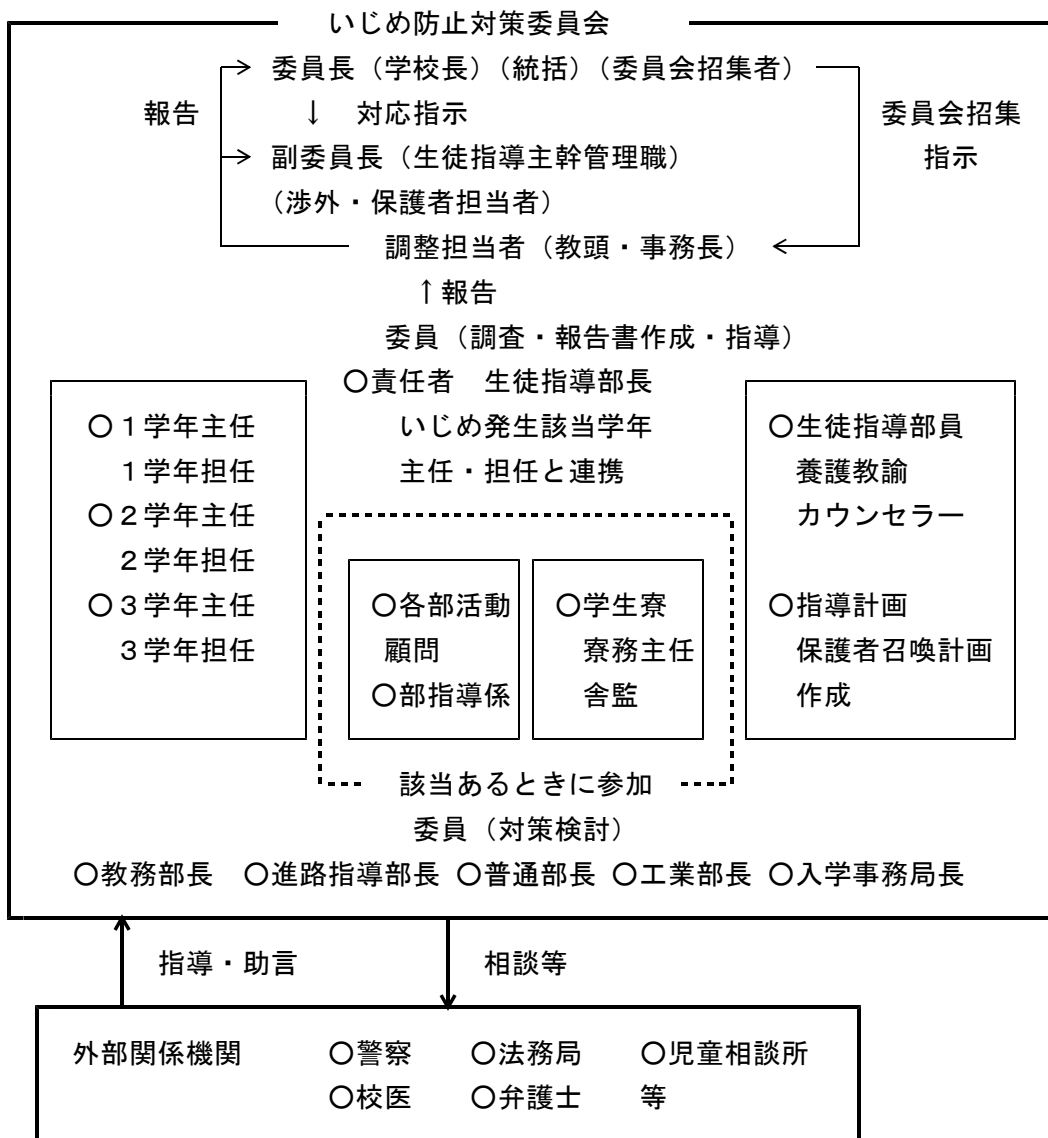 いじめ防止対策委員会
委員長（学校長）（統括）（委員会招集者）
報告
↓　対応指示
委員会招集
指示
副委員長（生徒指導主幹管理職）
（渉外・保護者担当者）
調整担当者（教頭・事務長）
↑報告
委員（調査・報告書作成・指導）
○責任者　生徒指導部長
いじめ発生該当学年
主任・担任と連携
○１学年主任
１学年担任
○２学年主任
２学年担任
○３学年主任
３学年担任
○各部活動
顧問
○部指導係
○学生寮
寮務主任
舎監
○生徒指導部員
養護教諭
カウンセラー
○指導計画
保護者召喚計画
作成
該当あるときに参加
委員（対策検討）
○教務部長　○進路指導部長　○普通部長　○工業部長　○入学事務局長
指導・助言
相談等
外部関係機関　○警察　○法務局　○児童相談所
○校医　○弁護士　等